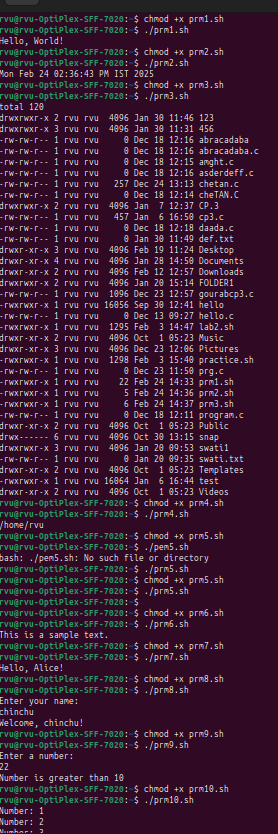 rvu@rvu-OptiPlex-SFF-7020:~$ chmod +x prm1.sh
rvu@rvu-OptiPlex-SFF-7020:~$ ./prm1.sh
Hello, World!
rvu@rvu-OptiPlex-SFF-7020:~$ chmod +x prm2.sh
rvu@rvu-OptiPlex-SFF-7020:~$ ./prm2.sh
Mon Feb 24 02:36:43 PM IST 2025
rvu@rvu-OptiPlex-SFF-7020:~$ chmod +x prm3.sh
rvu@rvu-OptiPlex-SFF-7020:~$ ./prm3.sh
total 120
drwxrwxr-x 2 rvu rvu 4096 Jan 30 11:46 123
drwxrwxr-x 3 rvu rvu 4096 Jan 30 11:31 456
-rw-rw-r-- 1 rvu rvu 0 Dec 18 12:16 abracadaba
-rw-rw-r-- 1 rvu rvu 0 Dec 18 12:16 abracadaba.c
-rw-rw-r-- 1 rvu rvu 0 Dec 18 12:15 amght.c
-rw-rw-r-- 1 rvu rvu 0 Dec 18 12:16 asderdeff.c
-rw-rw-r-- 1 rvu rvu 257 Dec 24 13:13 chetan.c
-rw-rw-r-- 1 rvu rvu 0 Dec 18 12:14 cheTAN.C
drwxrwxr-x 2 rvu rvu 4096 Jan 7 12:37 CP.3
-rw-rw-r-- 1 rvu rvu 457 Jan 6 16:50 cp3.c
-rw-rw-r-- 1 rvu rvu 0 Dec 18 12:18 daada.c
-rw-rw-r-- 1 rvu rvu 0 Jan 30 11:49 def.txt
drwxr-xr-x 3 rvu rvu 4096 Feb 19 11:24 Desktop
drwxr-xr-x 4 rvu rvu 4096 Jan 28 14:50 Documents
drwxr-xr-x 2 rvu rvu 4096 Feb 12 12:57 Downloads
drwxrwxr-x 2 rvu rvu 4096 Jan 20 15:14 FOLDER1
-rw-rw-r-- 1 rvu rvu 1096 Dec 23 12:57 gourabcp3.c
-rwxrwxr-x 1 rvu rvu 16056 Sep 30 12:41 hello
-rw-rw-r-- 1 rvu rvu 0 Dec 13 09:27 hello.c
-rwxrwxr-x 1 rvu rvu 1295 Feb 3 14:47 lab2.sh
drwxr-xr-x 2 rvu rvu 4096 Oct 1 05:23 Music
drwxr-xr-x 3 rvu rvu 4096 Dec 23 12:06 Pictures
-rwxrwxr-x 1 rvu rvu 1298 Feb 3 15:40 practice.sh
-rw-rw-r-- 1 rvu rvu 0 Dec 23 11:50 prg.c
-rwxrwxr-x 1 rvu rvu 22 Feb 24 14:33 prm1.sh
-rwxrwxr-x 1 rvu rvu 5 Feb 24 14:36 prm2.sh
-rwxrwxr-x 1 rvu rvu 6 Feb 24 14:37 prm3.sh
-rw-rw-r-- 1 rvu rvu 0 Dec 18 12:11 program.c
drwxr-xr-x 2 rvu rvu 4096 Oct 1 05:23 Public
drwx------ 6 rvu rvu 4096 Oct 30 13:15 snap
drwxrwxr-x 3 rvu rvu 4096 Jan 20 09:53 swati1
-rw-rw-r-- 1 rvu rvu 0 Jan 20 09:35 swati.txt
drwxr-xr-x 2 rvu rvu 4096 Oct 1 05:23 Templates
-rwxrwxr-x 1 rvu rvu 16064 Jan 6 16:44 test
drwxr-xr-x 2 rvu rvu 4096 Oct 1 05:23 Videos
rvu@rvu-OptiPlex-SFF-7020:~$ chmod +x prm4.sh
rvu@rvu-OptiPlex-SFF-7020:~$ ./prm4.sh
/home/rvu
rvu@rvu-OptiPlex-SFF-7020:~$ chmod +x prm5.sh
rvu@rvu-OptiPlex-SFF-7020:~$ ./pem5.sh
bash: ./pem5.sh: No such file or directory
rvu@rvu-OptiPlex-SFF-7020:~$ ./prm5.sh
rvu@rvu-OptiPlex-SFF-7020:~$ chmod +x prm5.sh
rvu@rvu-OptiPlex-SFF-7020:~$ ./prm5.sh
rvu@rvu-OptiPlex-SFF-7020:~$
rvu@rvu-OptiPlex-SFF-7020:~$ chmod +x prm6.sh
rvu@rvu-OptiPlex-SFF-7020:~$ ./prm6.sh
This is a sample text.
rvu@rvu-OptiPlex-SFF-7020:~$ chmod +x prm7.sh
rvu@rvu-OptiPlex-SFF-7020:~$ ./prm7.sh
Hello, Alice!
rvu@rvu-OptiPlex-SFF-7020:~$ chmod +x prm8.sh
rvu@rvu-OptiPlex-SFF-7020:~$ ./prm8.sh
Enter your name:
chinchu
Welcome, chinchu!
rvu@rvu-OptiPlex-SFF-7020:~$ chmod +x prm9.sh
rvu@rvu-OptiPlex-SFF-7020:~$ ./prm9.sh
Enter a number:
22
Number is greater than 10
rvu@rvu-OptiPlex-SFF-7020:~$ chmod +x prm10.sh
rvu@rvu-OptiPlex-SFF-7020:~$ ./prm10.sh
Number: 1
Number: 2
Number: 3